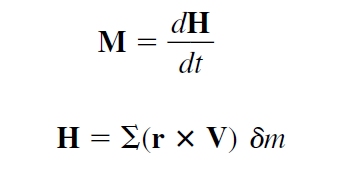 M = dH/dt
H = Σ(r × V) δm